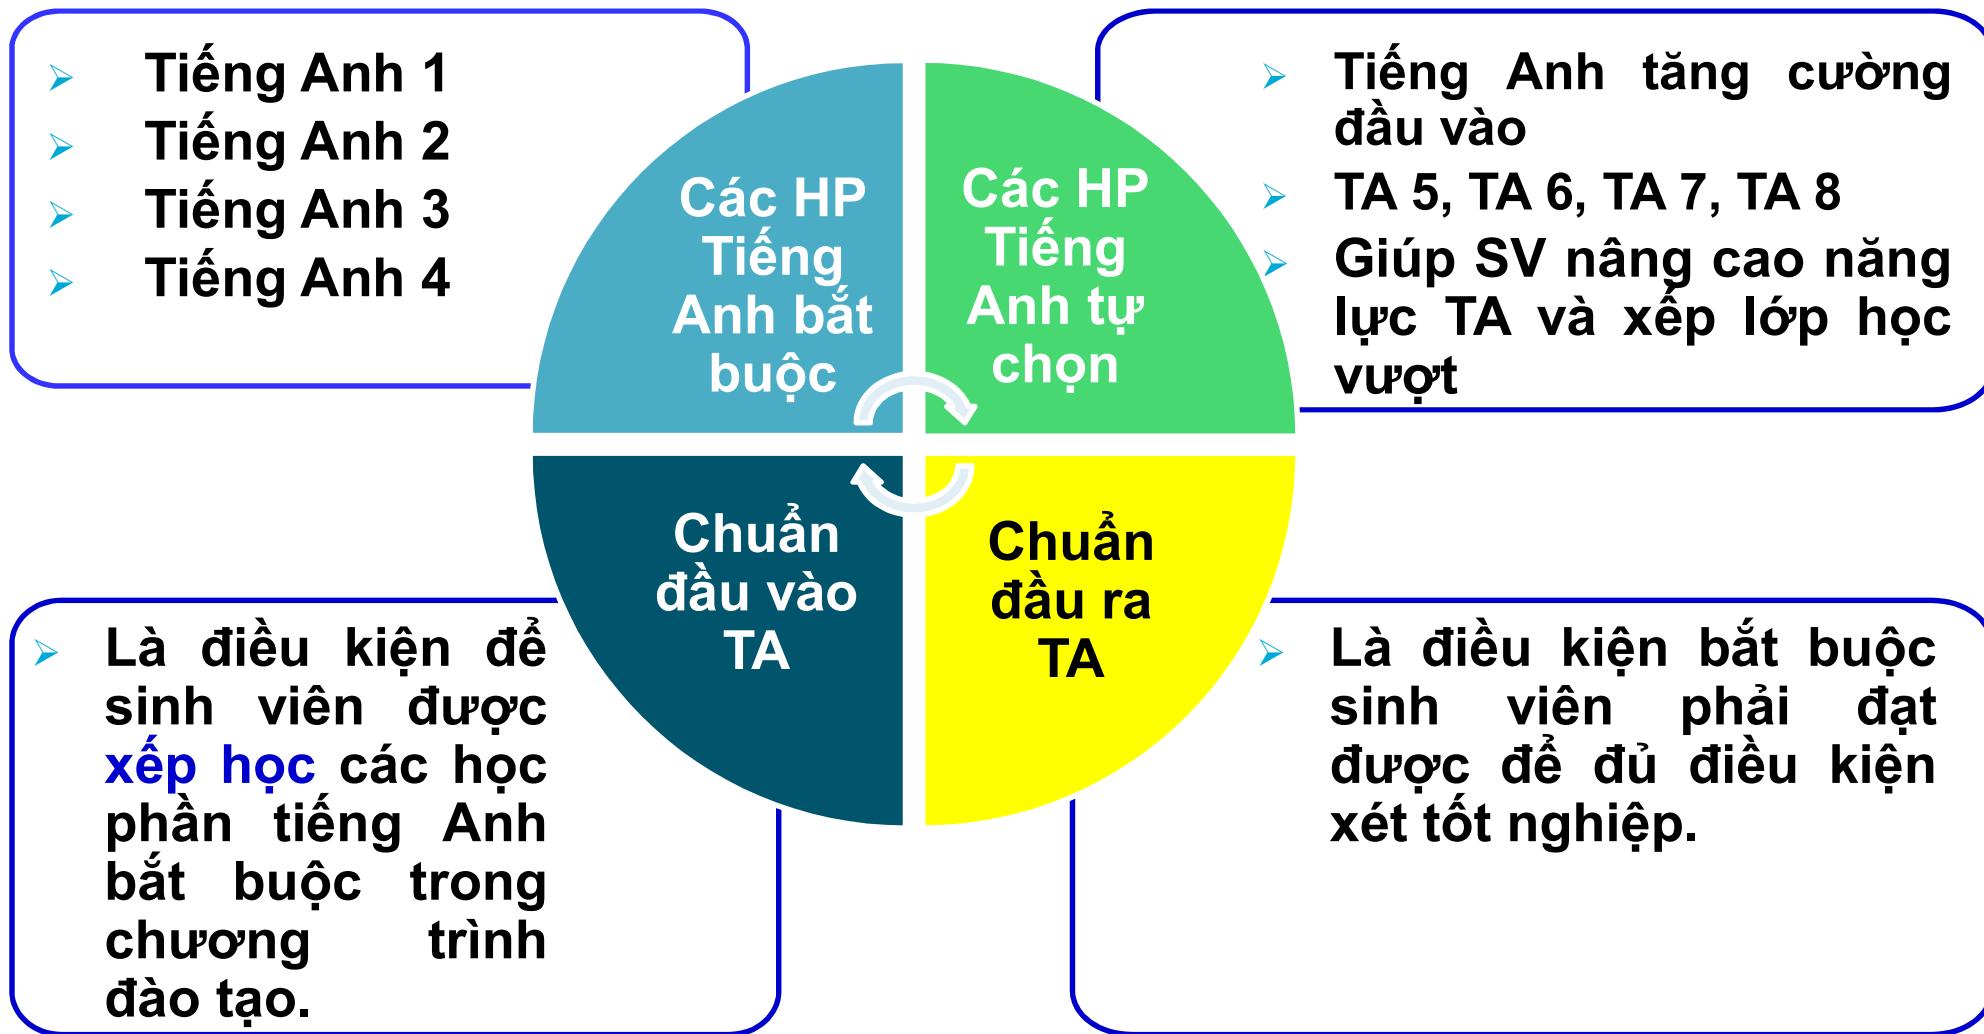 Tiếng Anh 1
Tiếng Anh 2
Tiếng Anh 3
Tiếng Anh 4
Các HP
Tiếng
Anh bắt
buộc
Các HP
Tiếng
Anh tự
chọn
Tiếng Anh tăng cường
đầu vào
TA 5, TA 6, TA 7, TA 8
Giúp SV nâng cao năng
lực TA và xếp lớp học
vượt
Là điều kiện để
sinh viên được
xếp học các học
phần tiếng Anh
bắt buộc trong
chương trình
đào tạo.
Chuẩn
đầu vào
TA
Chuẩn
đầu ra
TA
Là điều kiện bắt buộc
sinh viên phải đạt
được để đủ điều kiện
xét tốt nghiệp.